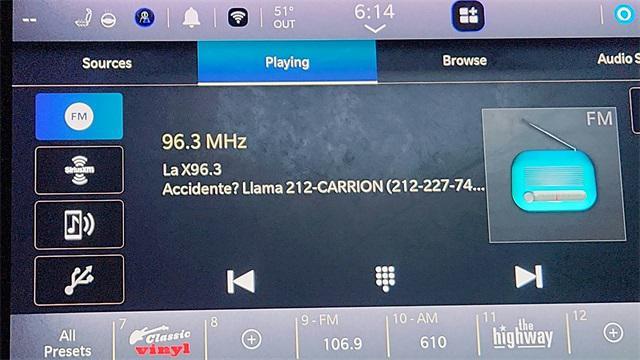 --
51°
OUT
6:14
Sources
Playing
Browse
Audio S
FM
SiriusXM
96.3 MHz
La X96.3
Accidente? Llama 212-CARRION (212-227-74...
FM
All
Presets
7
Classic
vinyl
8
9 - FM
106.9
10 - AM
610
11
the
highway
12